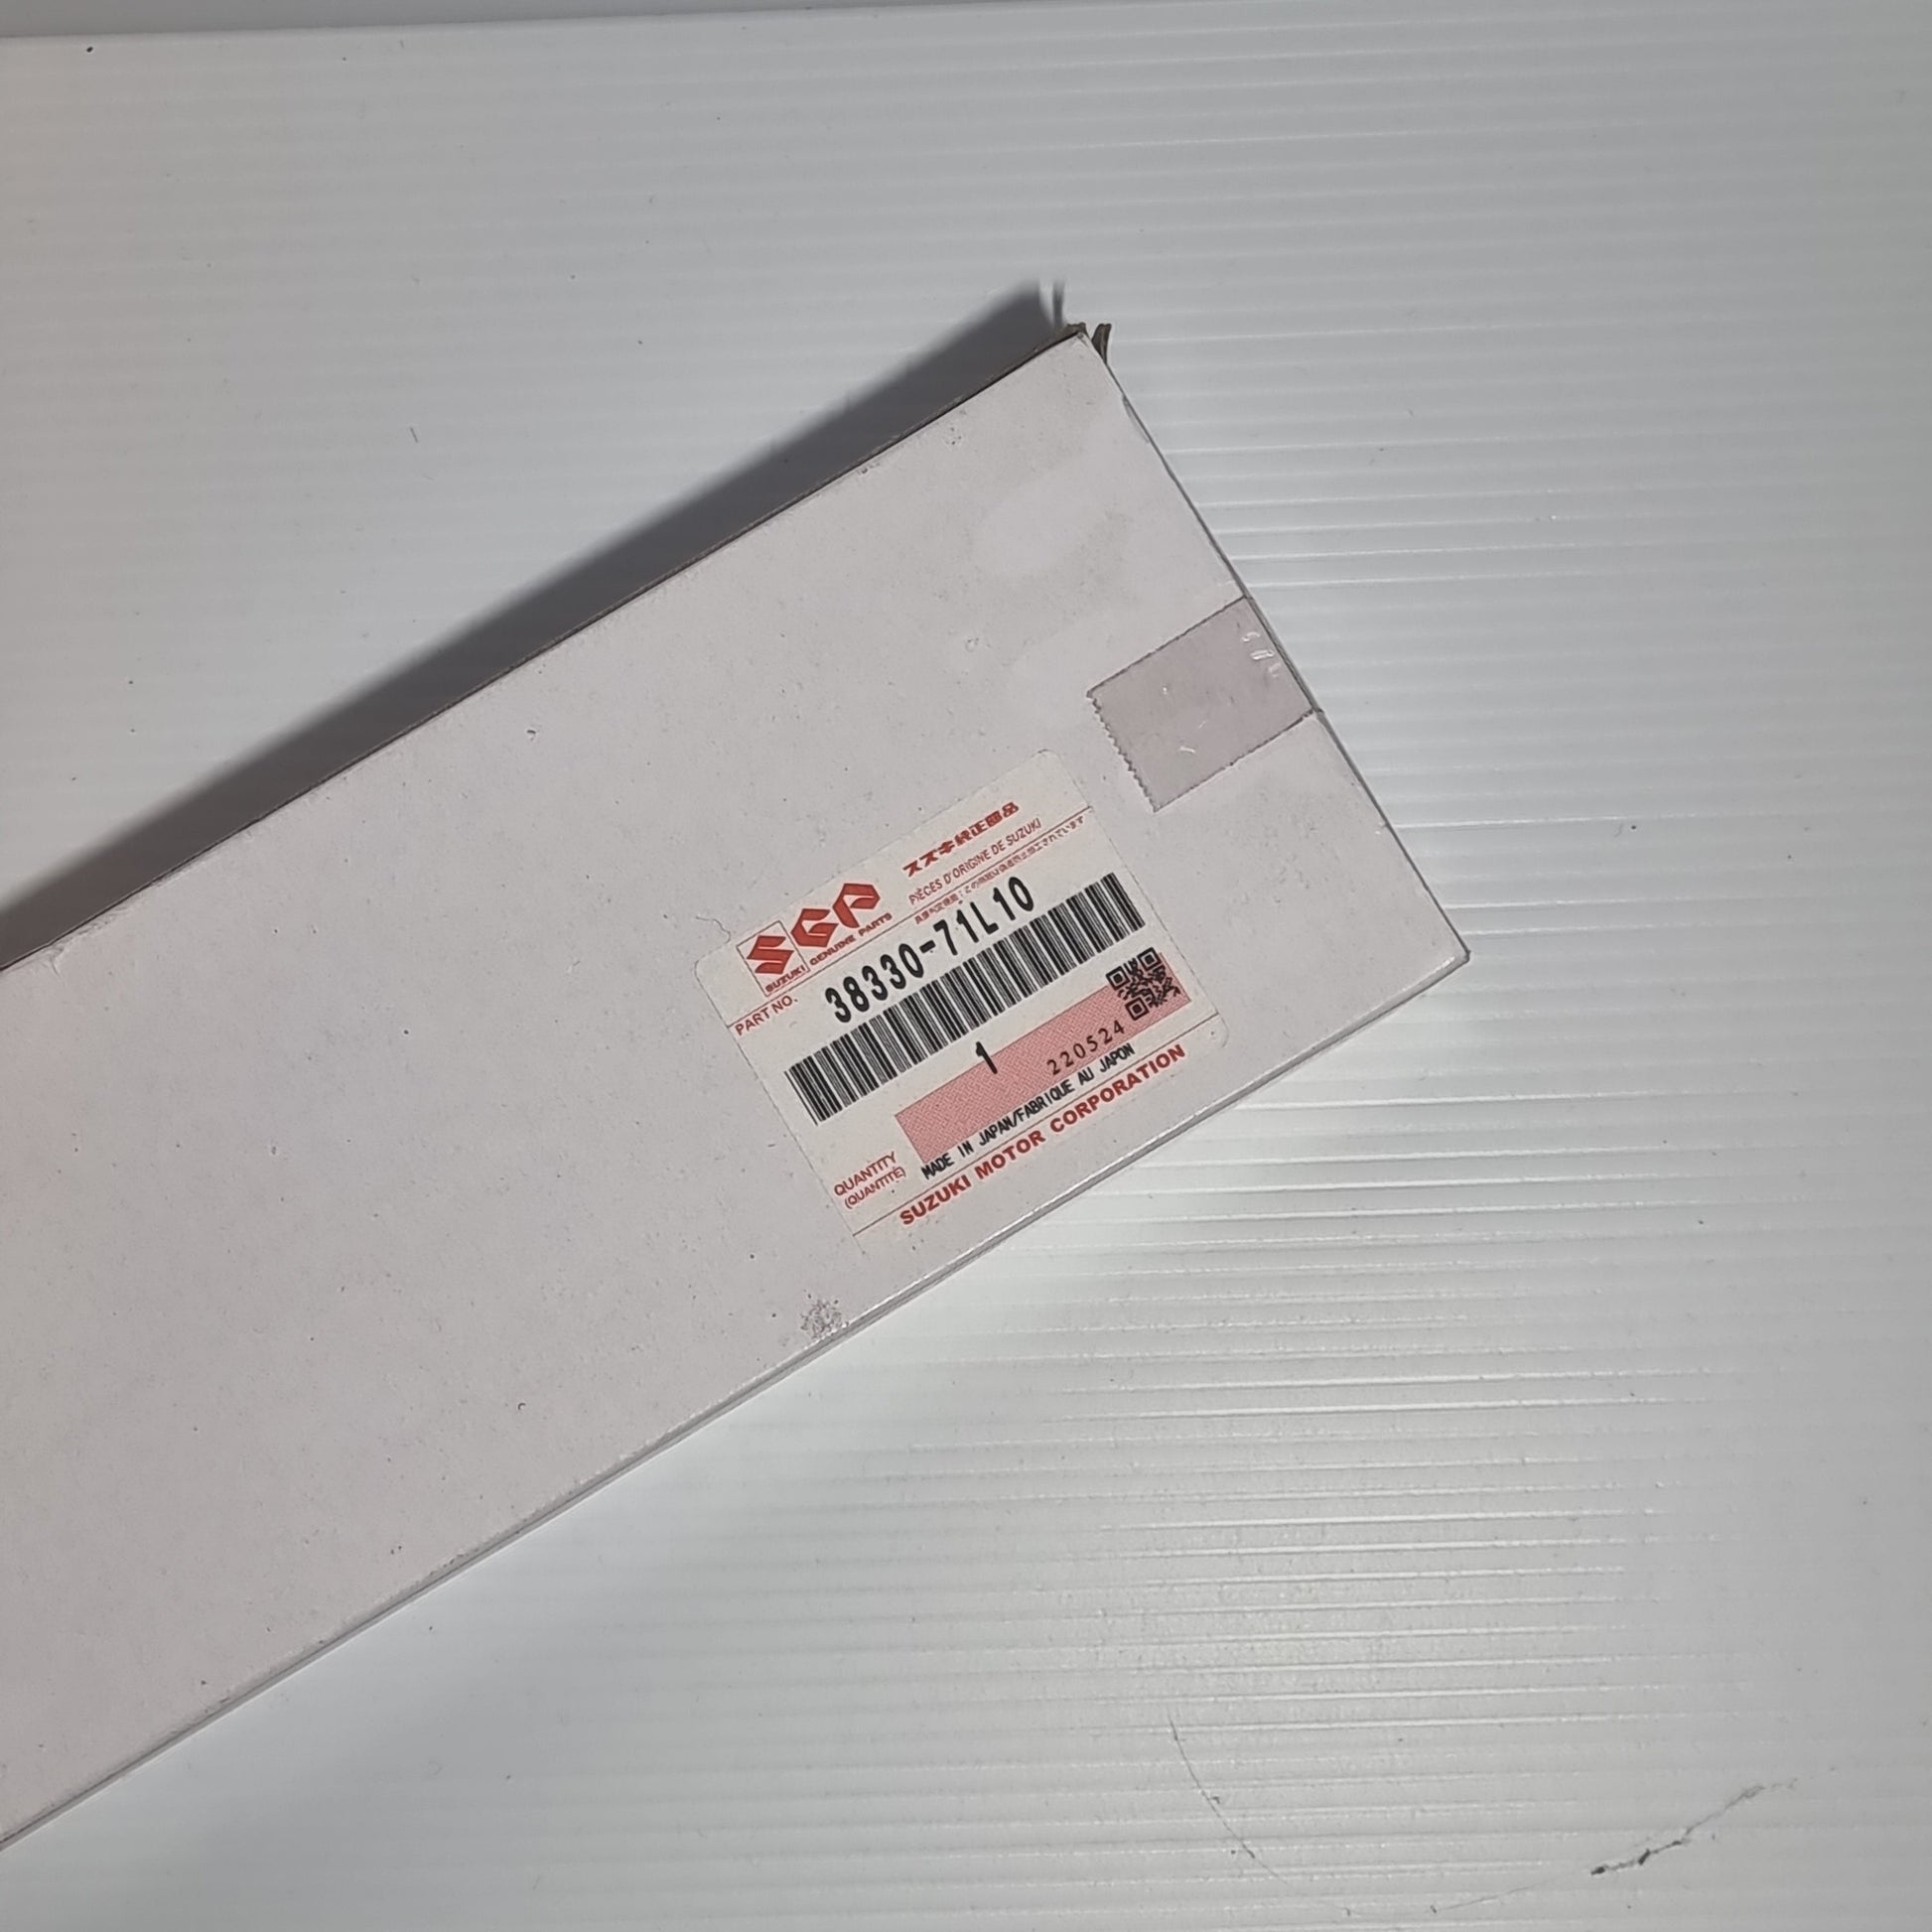 SGP
スズキ純正部品
SUZUKI GENUINE PARTS
PIÈCES D'ORIGINE DE SUZUKI
PART NO.
38330-71L10
1
220524
QUANTITY
(QUANTITÉ)
MADE IN JAPAN/FABRIQUE AU JAPON
SUZUKI MOTOR CORPORATION